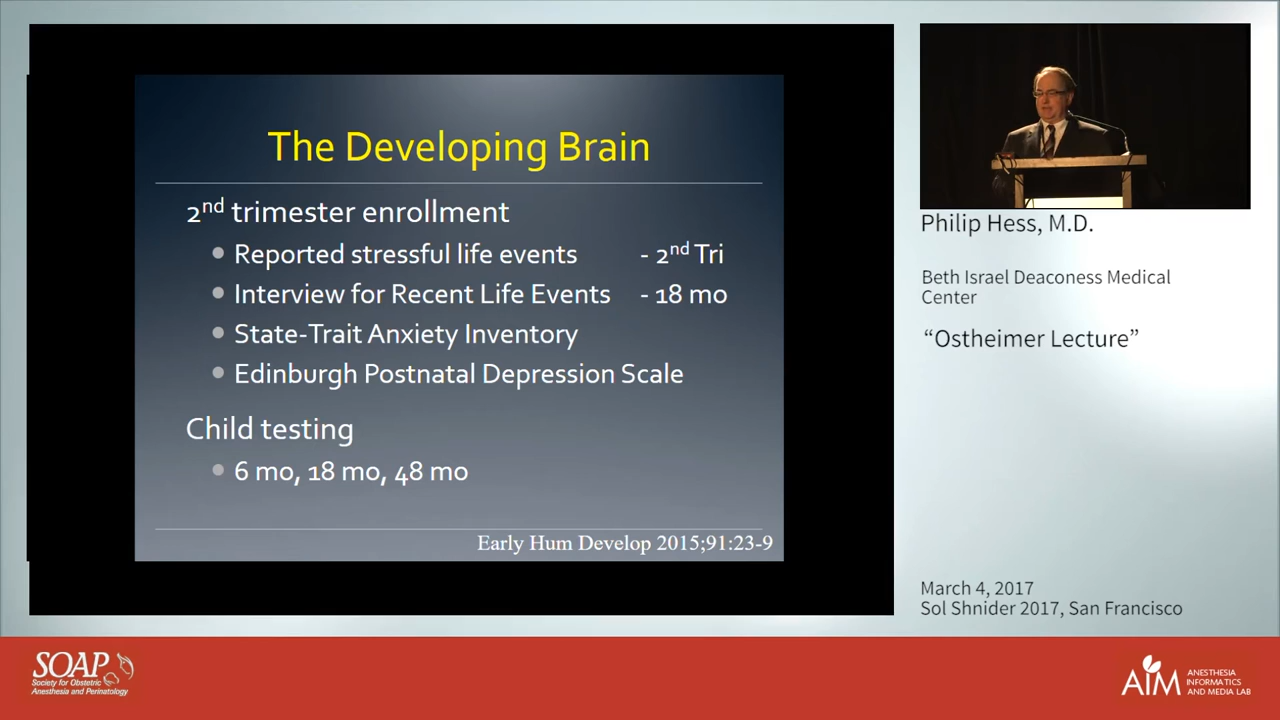 The Developing Brain
2nd trimester enrollment
Reported stressful life events - 2nd Tri
Interview for Recent Life Events - 18 mo
State-Trait Anxiety Inventory
Edinburgh Postnatal Depression Scale
Child testing
6 mo, 18 mo, 48 mo
Early Hum Develop 2015;91:23-9
Philip Hess, M.D.
Beth Israel Deaconess Medical
Center
“Ostheimer Lecture”
March 4, 2017
Sol Shnider 2017, San Francisco
SOAP
Society for Obstetric
Anesthesia and Perinatology
AIM
ANESTHESIA
INFORMATICS
AND MEDIA LAB